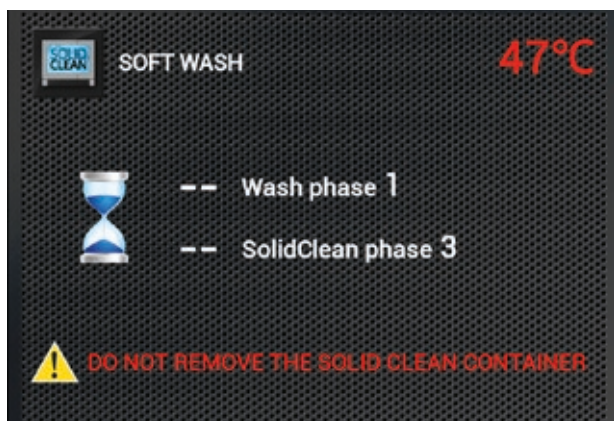 SOLID
CLEAN
SOFT WASH
47°C
-- Wash phase 1
-- SolidClean phase 3
DO NOT REMOVE THE SOLID CLEAN CONTAINER